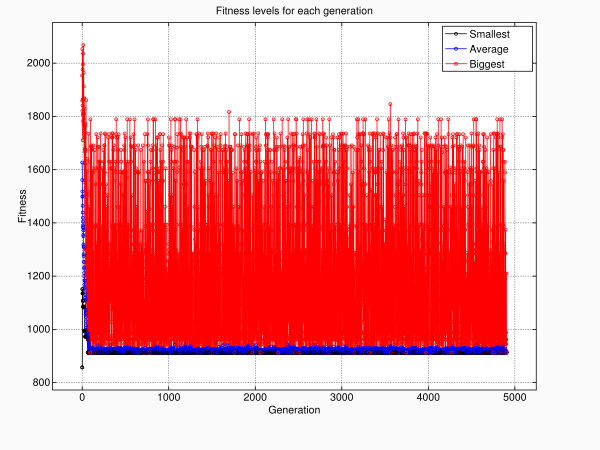 Fitness levels for each generation
Smallest
Average
Biggest
2000
1800
1600
1400
1200
1000
800
Fitness
0 1000 2000 3000 4000 5000
Generation